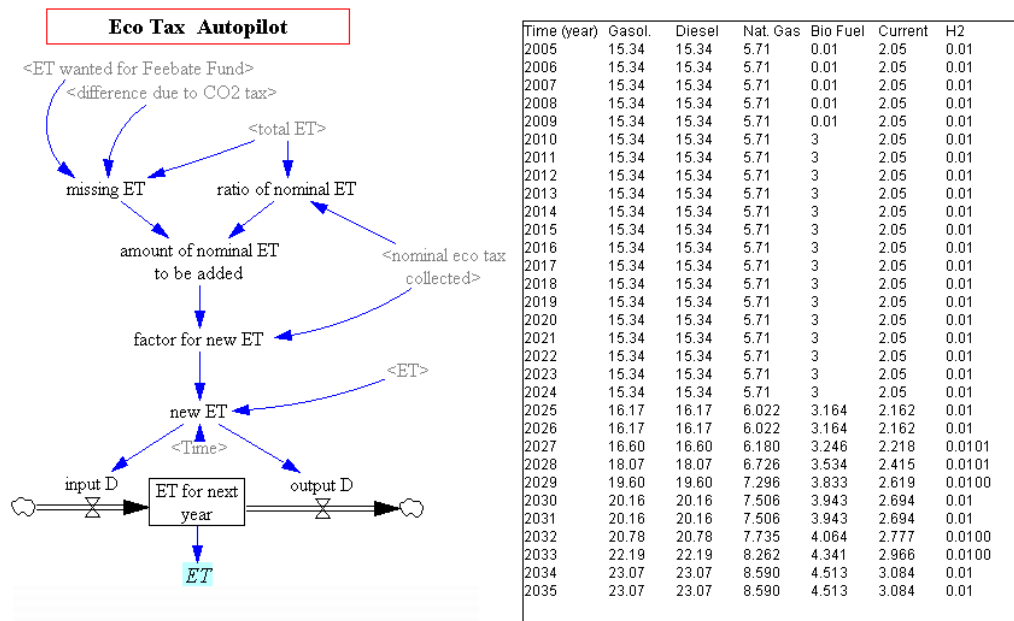 Eco Tax Autopilot
<ET wanted for Feebate Fund>
<difference due to CO2 tax>
<total ET>
missing ET
ratio of nominal ET
amount of nominal ET
to be added
<nominal eco tax
collected>
factor for new ET
<ET>
new ET
<Time>
input D
ET for next
year
output D
ET
Time (year) Gasol. Diesel Nat. Gas Bio Fuel Current H2
2005 15.34 15.34 5.71 0.01 2.05 0.01
2006 15.34 15.34 5.71 0.01 2.05 0.01
2007 15.34 15.34 5.71 0.01 2.05 0.01
2008 15.34 15.34 5.71 0.01 2.05 0.01
2009 15.34 15.34 5.71 0.01 2.05 0.01
2010 15.34 15.34 5.71 3 2.05 0.01
2011 15.34 15.34 5.71 3 2.05 0.01
2012 15.34 15.34 5.71 3 2.05 0.01
2013 15.34 15.34 5.71 3 2.05 0.01
2014 15.34 15.34 5.71 3 2.05 0.01
2015 15.34 15.34 5.71 3 2.05 0.01
2016 15.34 15.34 5.71 3 2.05 0.01
2017 15.34 15.34 5.71 3 2.05 0.01
2018 15.34 15.34 5.71 3 2.05 0.01
2019 15.34 15.34 5.71 3 2.05 0.01
2020 15.34 15.34 5.71 3 2.05 0.01
2021 15.34 15.34 5.71 3 2.05 0.01
2022 15.34 15.34 5.71 3 2.05 0.01
2023 15.34 15.34 5.71 3 2.05 0.01
2024 15.34 15.34 5.71 3 2.05 0.01
2025 16.17 16.17 6.022 3.164 2.162 0.01
2026 16.17 16.17 6.022 3.164 2.162 0.01
2027 16.60 16.60 6.180 3.246 2.218 0.0101
2028 18.07 18.07 6.726 3.534 2.415 0.0101
2029 19.60 19.60 7.296 3.833 2.619 0.0100
2030 20.16 20.16 7.506 3.943 2.694 0.01
2031 20.16 20.16 7.506 3.943 2.694 0.01
2032 20.78 20.78 7.735 4.064 2.777 0.0100
2033 22.19 22.19 8.262 4.341 2.966 0.0100
2034 23.07 23.07 8.590 4.513 3.084 0.01
2035 23.07 23.07 8.590 4.513 3.084 0.01